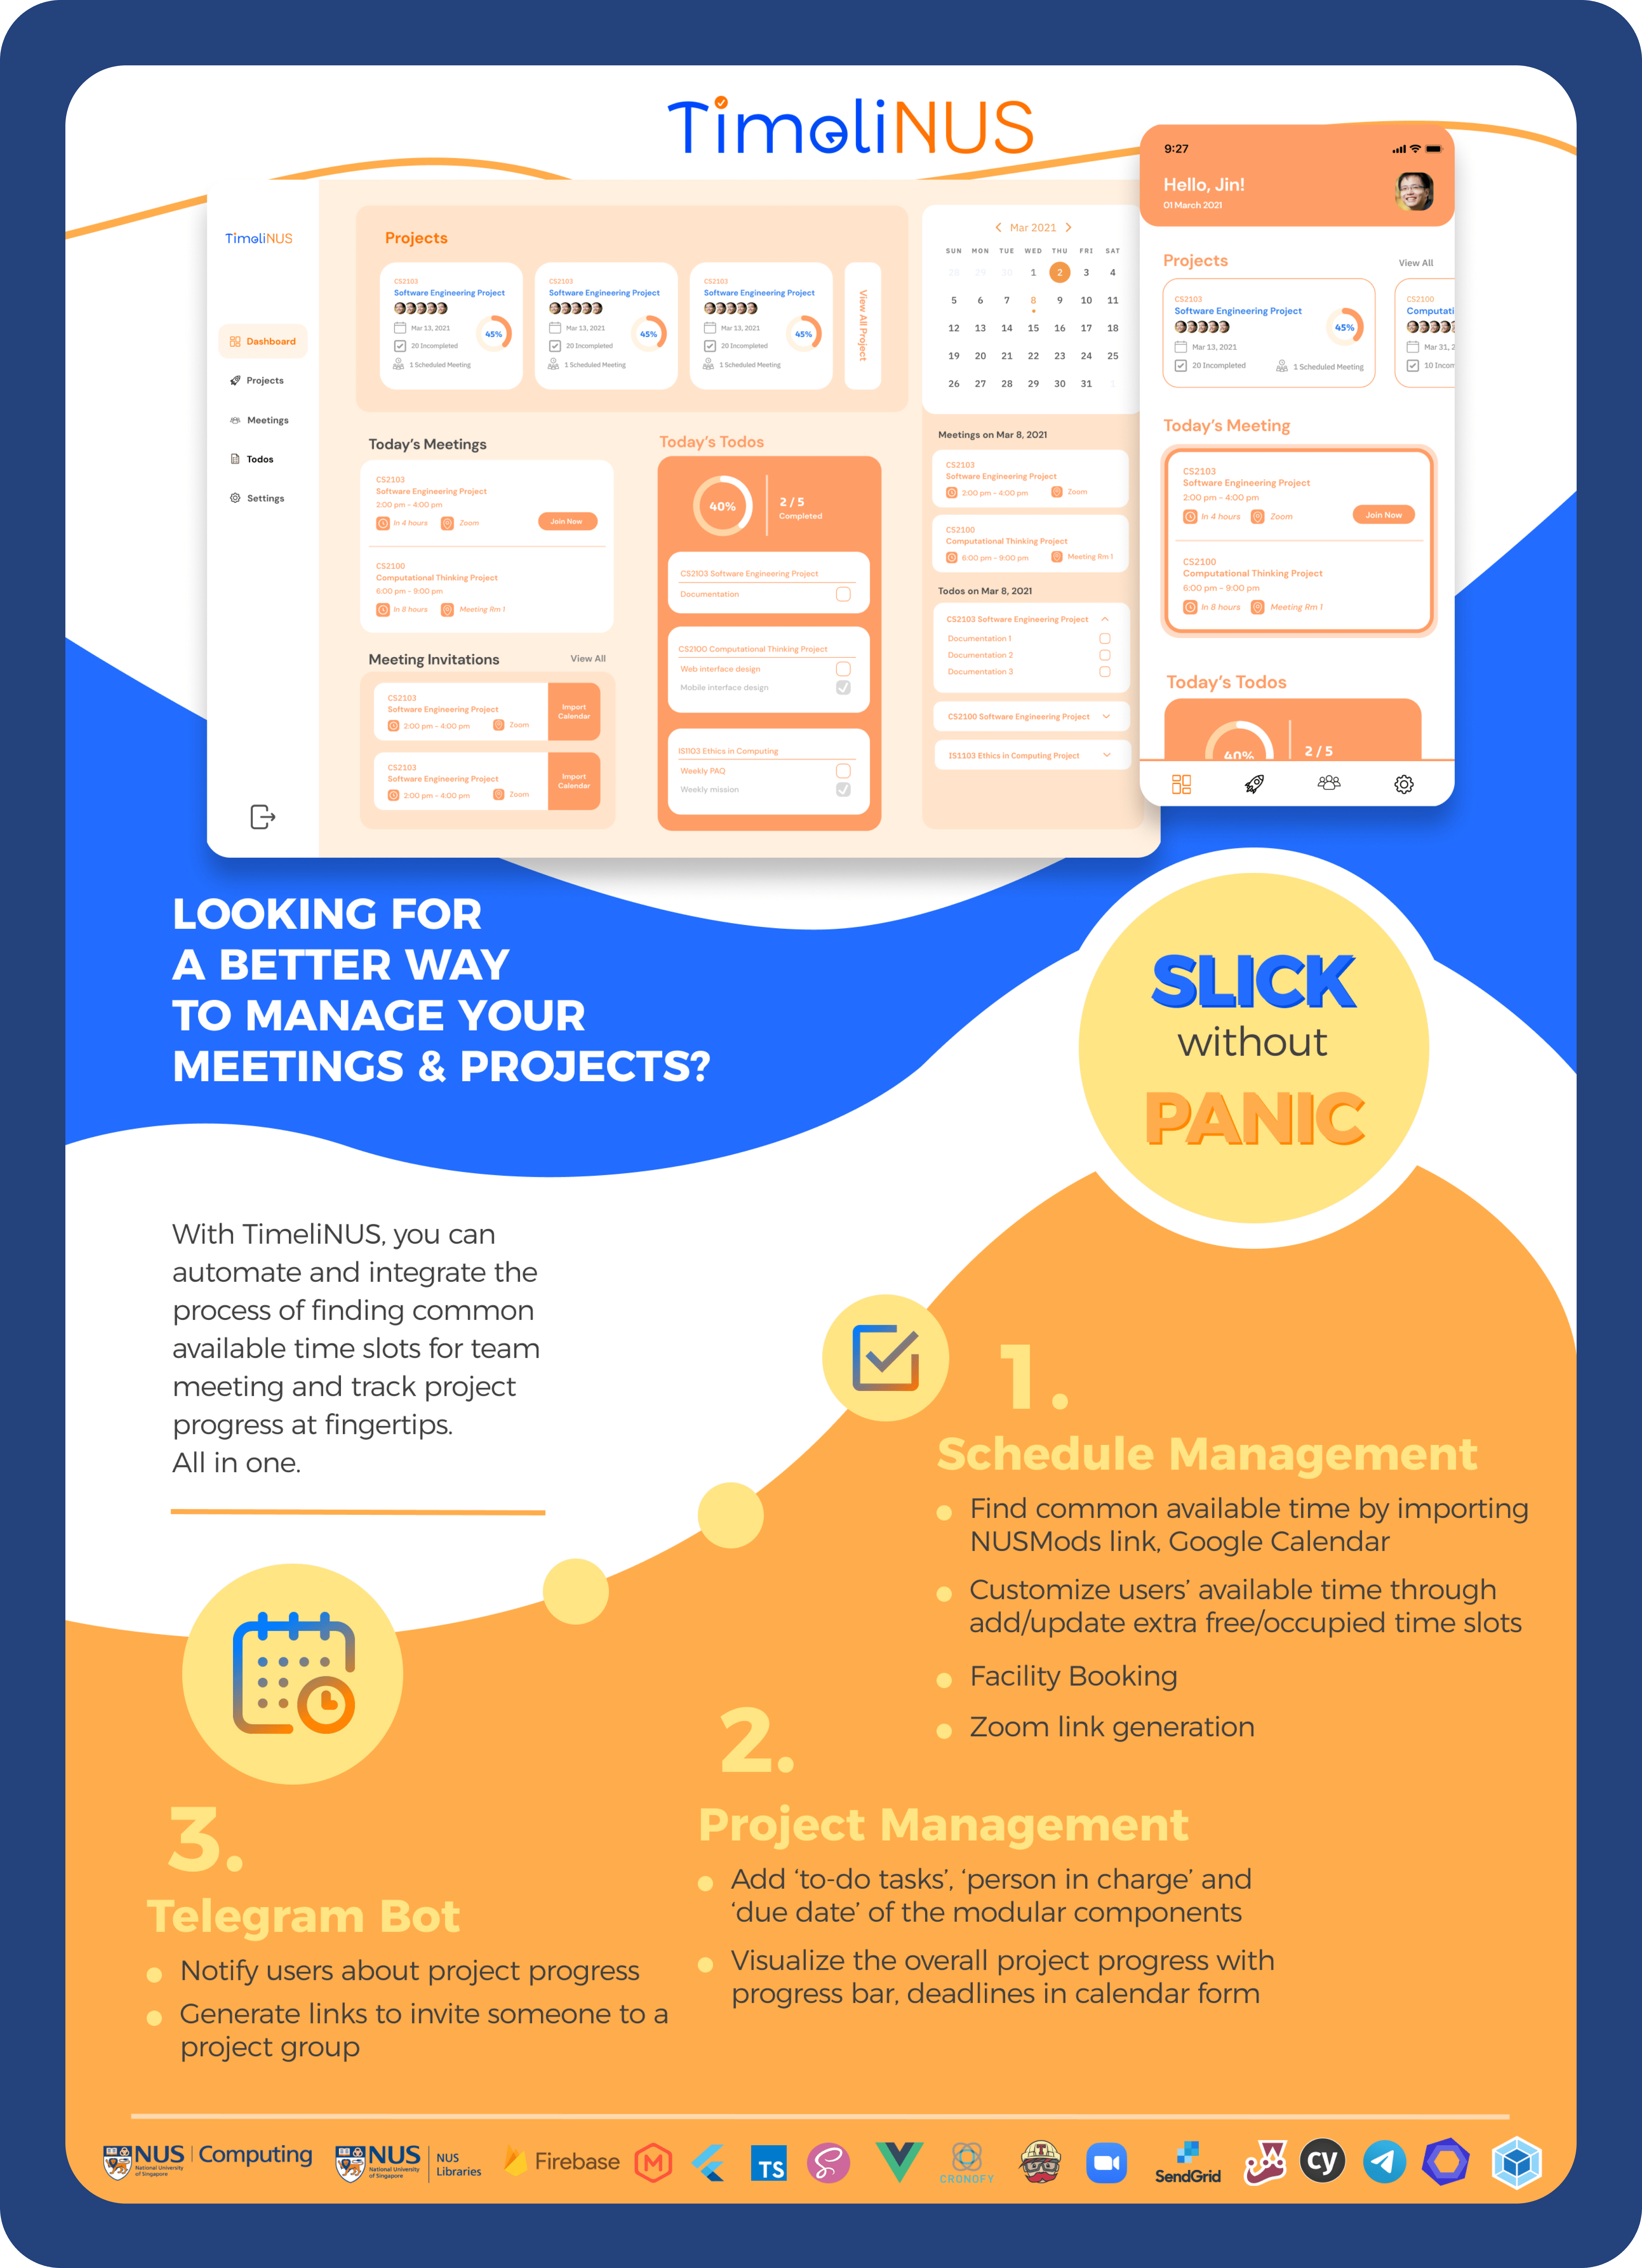 TimeliNUS
TimeliNUS
Dashboard
Projects
Meetings
Todos
Settings
Projects
CS2103
Software Engineering Project
Mar 13, 2021
20 Incompleted
1 Scheduled Meeting
45%
CS2103
Software Engineering Project
Mar 13, 2021
20 Incompleted
1 Scheduled Meeting
45%
CS2103
Software Engineering Project
Mar 13, 2021
20 Incompleted
1 Scheduled Meeting
45%
View All Project
Today's Meetings
CS2103
Software Engineering Project
2:00 pm - 4:00 pm
In 4 hours Zoom
Join Now
CS2100
Computational Thinking Project
6:00 pm - 9:00 pm
In 8 hours Meeting Rm 1
Meeting Invitations View All
CS2103
Software Engineering Project
2:00 pm - 4:00 pm Zoom
Import
Calendar
CS2103
Software Engineering Project
2:00 pm - 4:00 pm Zoom
Import
Calendar
Today's Todos
40%
2 / 5
Completed
CS2103 Software Engineering Project
Documentation
CS2100 Computational Thinking Project
Web interface design
Mobile interface design
IS1103 Ethics in Computing
Weekly PAQ
Weekly mission
Mar 2021
SUN MON TUE WED THU FRI SAT
28 29 30 1 2 3 4
5 6 7 8 9 10 11
12 13 14 15 16 17 18
19 20 21 22 23 24 25
26 27 28 29 30 31 1
Meetings on Mar 8, 2021
CS2103
Software Engineering Project
2:00 pm - 4:00 pm Zoom
CS2100
Computational Thinking Project
6:00 pm - 9:00 pm Meeting Rm 1
Todos on Mar 8, 2021
CS2103 Software Engineering Project
Documentation 1
Documentation 2
Documentation 3
CS2100 Software Engineering Project
IS1103 Ethics in Computing Project
9:27
Hello, Jin!
01 March 2021
Projects View All
CS2103
Software Engineering Project
Mar 13, 2021
20 Incompleted
1 Scheduled Meeting
45%
CS2100
Computati
Mar 31, 2
10 Incom
Today's Meeting
CS2103
Software Engineering Project
2:00 pm - 4:00 pm
In 4 hours Zoom
Join Now
CS2100
Computational Thinking Project
6:00 pm - 9:00 pm
In 8 hours Meeting Rm 1
Today's Todos
40%
2 / 5
LOOKING FOR
A BETTER WAY
TO MANAGE YOUR
MEETINGS & PROJECTS?
SLICK
without
PANIC
With TimeliNUS, you can
automate and integrate the
process of finding common
available time slots for team
meeting and track project
progress at fingertips.
All in one.
1.
Schedule Management
Find common available time by importing
NUSMods link, Google Calendar
Customize users' available time through
add/update extra free/occupied time slots
Facility Booking
Zoom link generation
2.
Project Management
Add 'to-do tasks', 'person in charge' and
'due date' of the modular components
Visualize the overall project progress with
progress bar, deadlines in calendar form
3.
Telegram Bot
Notify users about project progress
Generate links to invite someone to a
project group
NUS Computing
National University
of Singapore
NUS
National University
of Singapore
NUS
Libraries
Firebase
M
TS
CRONOFY
T
SendGrid
cy